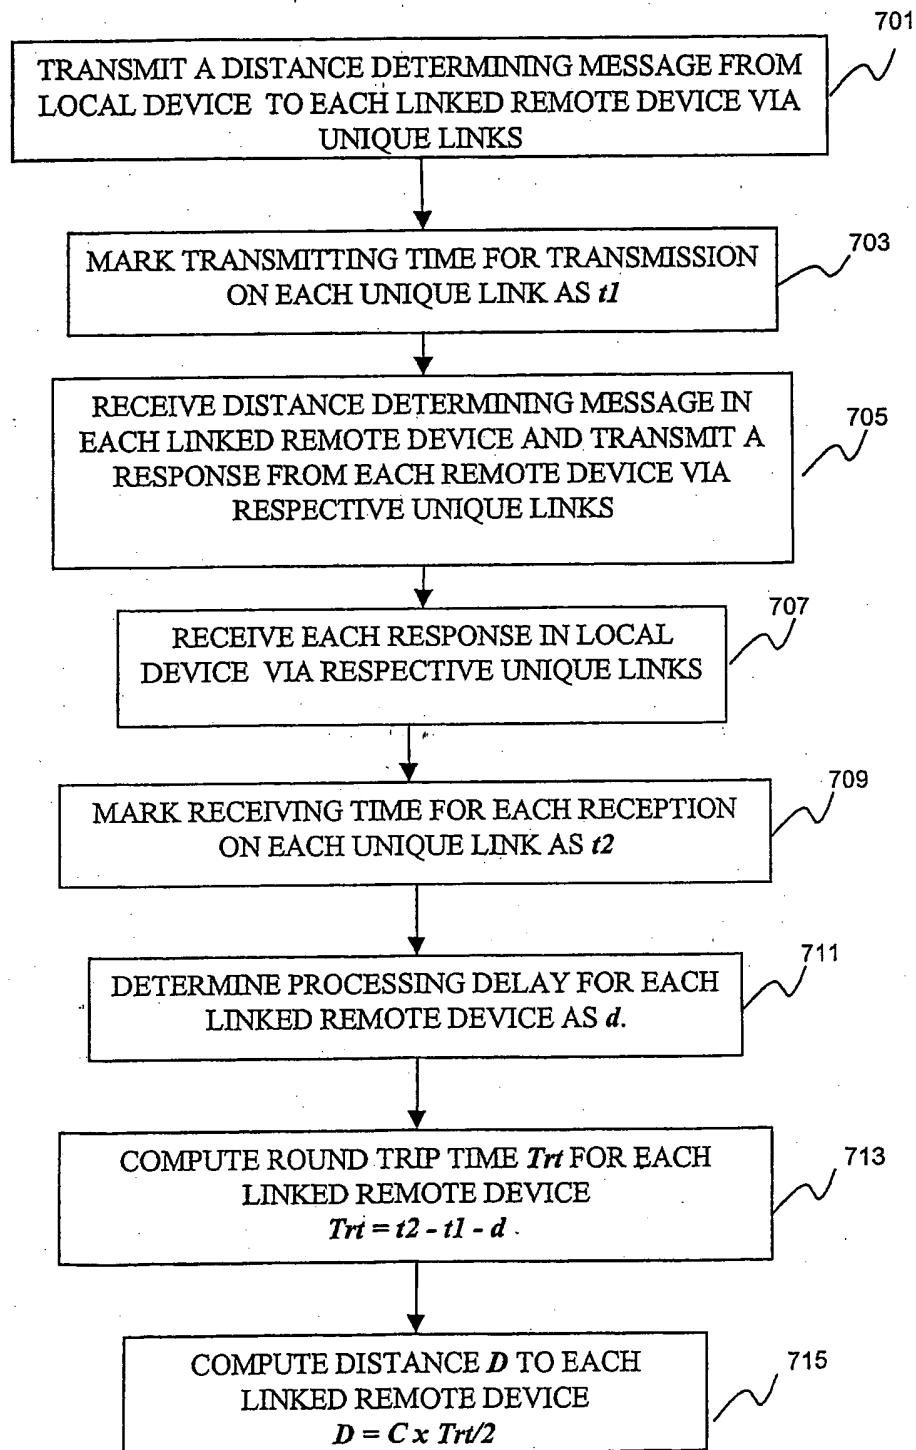 701
TRANSMIT A DISTANCE DETERMINING MESSAGE FROM
LOCAL DEVICE TO EACH LINKED REMOTE DEVICE VIA
UNIQUE LINKS
703
MARK TRANSMITTING TIME FOR TRANSMISSION
ON EACH UNIQUE LINK AS t1
705
RECEIVE DISTANCE DETERMINING MESSAGE IN
EACH LINKED REMOTE DEVICE AND TRANSMIT A
RESPONSE FROM EACH REMOTE DEVICE VIA
RESPECTIVE UNIQUE LINKS
707
RECEIVE EACH RESPONSE IN LOCAL
DEVICE VIA RESPECTIVE UNIQUE LINKS
709
MARK RECEIVING TIME FOR EACH RECEPTION
ON EACH UNIQUE LINK AS t2
711
DETERMINE PROCESSING DELAY FOR EACH
LINKED REMOTE DEVICE AS d.
713
COMPUTE ROUND TRIP TIME Trt FOR EACH
LINKED REMOTE DEVICE
Trt = t2 - t1 - d .
715
COMPUTE DISTANCE D TO EACH
LINKED REMOTE DEVICE
D = C x Trt/2